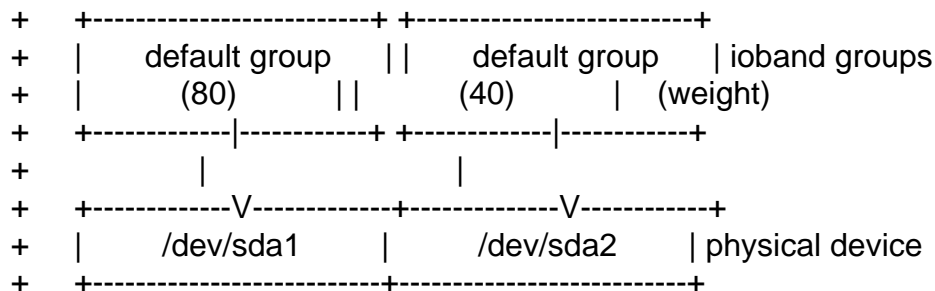 + +--------------------------+ +--------------------------+
+ | default group | | default group | ioband groups
+ | (80) | | (40) | (weight)
+ +-------------|------------+ +-------------|------------+
+ | |
+ +-------------V-------------+--------------V------------+
+ | /dev/sda1 | /dev/sda2 | physical device
+ +---------------------------+---------------------------+